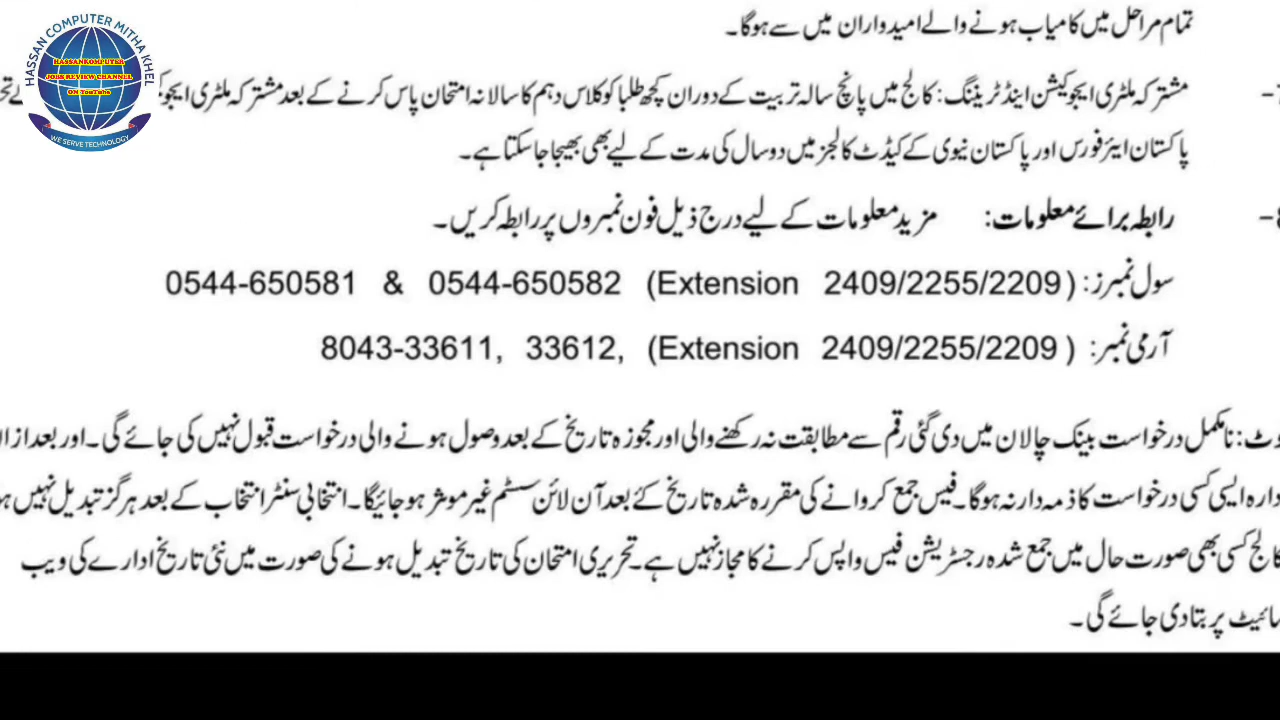 HASSAN COMPUTER MITHA KHEL
HASSANKOMPUTER
JOBS REVIEW CHANNEL
ON YouTube
WE SERVE TECHNOLOGY
تمام مراحل میں کامیاب ہونے والے امیدواران میں سے ہوگا۔
مشترکہ ملٹری ایجوکیشن اینڈ ٹریننگ: کالج میں پانچ سالہ تربیت کے دوران کچھ طلبا کو کلاس دہم کا سالانہ امتحان پاس کرنے کے بعد مشترکہ ملٹری
پاکستان ایئر فورس اور پاکستان نیوی کے کیڈٹ کالجز میں دو سال کی مدت کے لیے بھی بھیجا جا سکتا ہے۔
رابطہ برائے معلومات: مزید معلومات کے لیے درج ذیل فون نمبروں پر رابطہ کریں۔
سول نمبرز: 0544-650581 & 0544-650582 (Extension 2409/2255/2209)
آرمی نمبر: 8043-33611, 33612, (Extension 2409/2255/2209 )
نامکمل درخواست بینک چالان میں دی گئی رقم سے مطابقت نہ رکھنے والی اور مجوزہ تاریخ کے بعد وصول ہونے والی درخواست قبول نہیں کی جائے گی۔ اور بعد
ایسی کسی درخواست کا ذمہ دار نہ ہوگا۔ فیس جمع کروانے کی مقررہ شدہ تاریخ کئے بعد آن لائن سسٹم غیر موثر ہو جائیگا۔ انتخابی سنٹر انتخاب کے بعد ہرگز تبدیل نہیں
کالج کسی بھی صورت حال میں جمع شدہ رجسٹریشن فیس واپس کرنے کا مجاز نہیں ہے۔ تحریری امتحان کی تاریخ تبدیل ہونے کی صورت میں نئی تاریخ ادارے کی ویب
سائیٹ پر بتا دی جائے گی۔